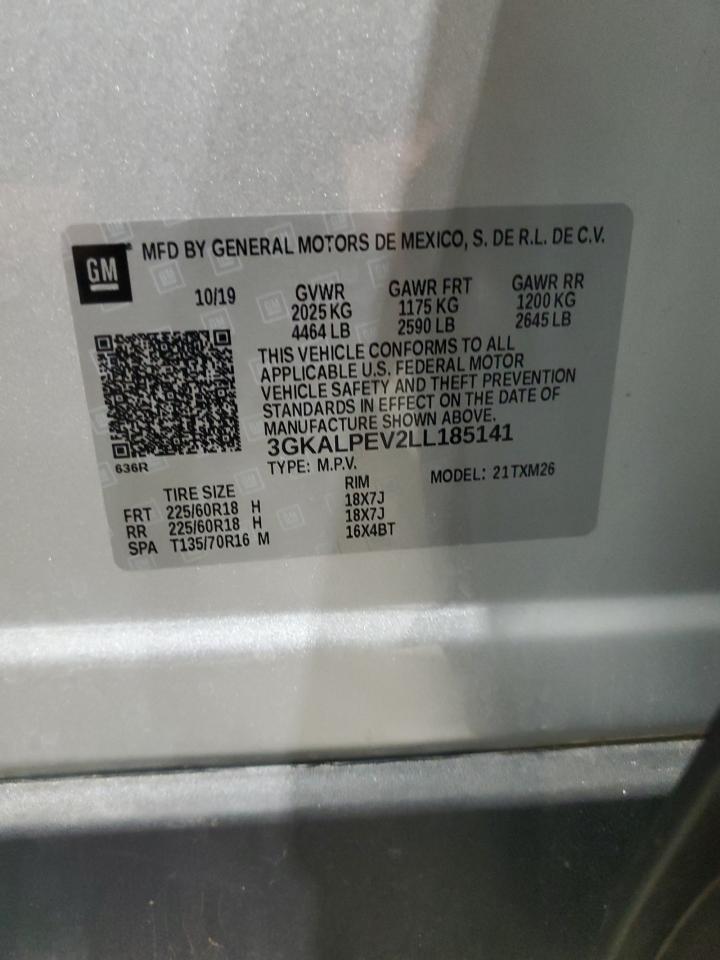 GM
MFD BY GENERAL MOTORS DE MEXICO, S. DE R.L. DE C.V.
10/19 GVWR GAWR FRT GAWR RR
2025 KG 1175 KG 1200 KG
4464 LB 2590 LB 2645 LB
THIS VEHICLE CONFORMS TO ALL
APPLICABLE U.S. FEDERAL MOTOR
VEHICLE SAFETY AND THEFT PREVENTION
STANDARDS IN EFFECT ON THE DATE OF
MANUFACTURE SHOWN ABOVE.
3GKALPEV2LL185141
636R
TYPE: M.P.V. MODEL: 21TXM26
TIRE SIZE RIM
FRT 225/60R18 H 18X7J
RR 225/60R18 H 18X7J
SPA T135/70R16 M 16X4BT